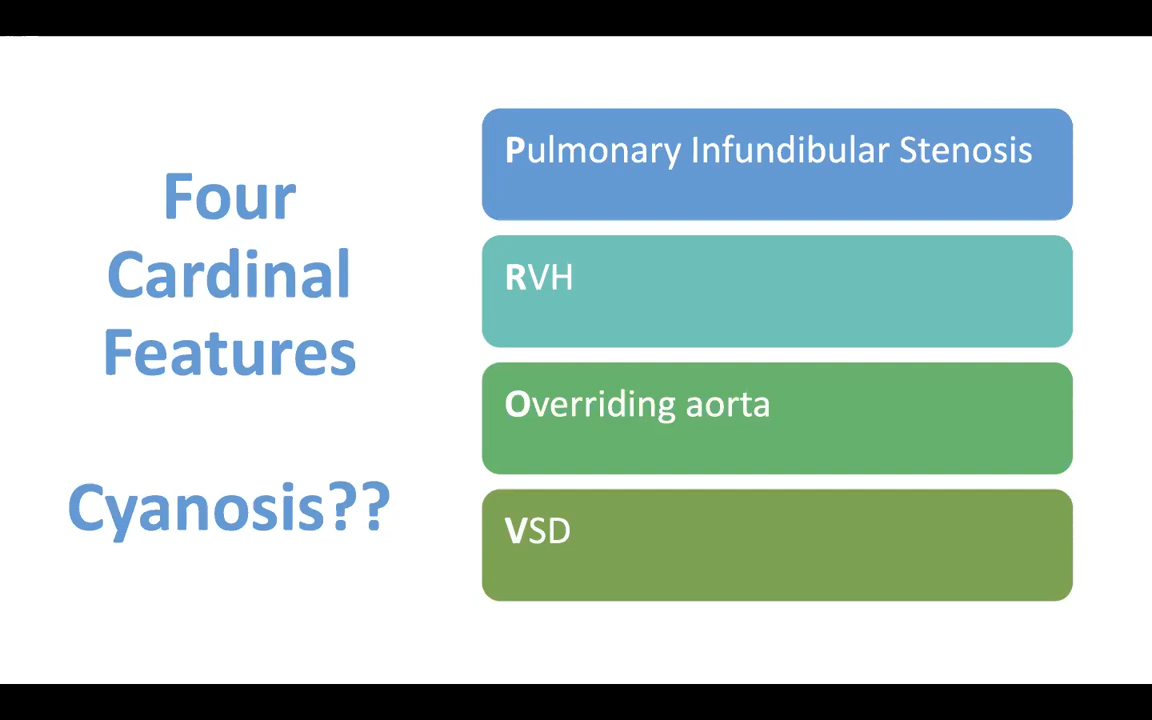 Four
Cardinal
Features
Cyanosis??
Pulmonary Infundibular Stenosis
RVH
Overriding aorta
VSD